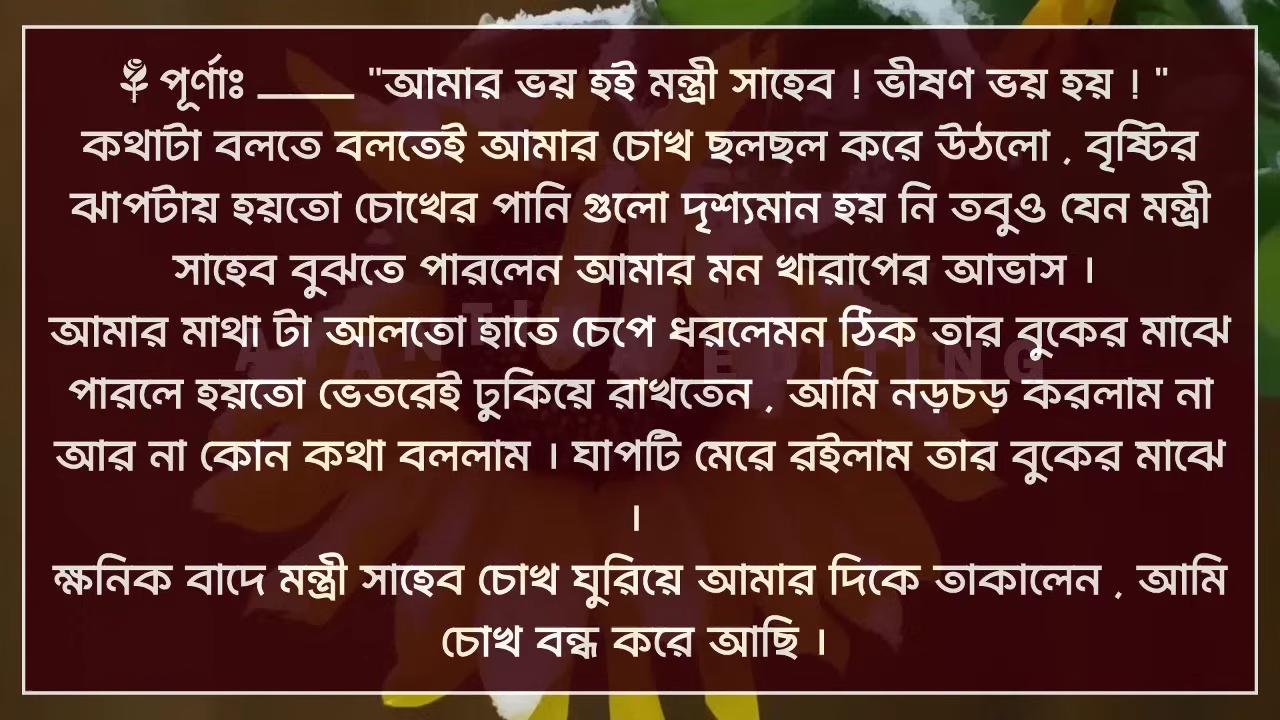 পূর্ণাঃ _____ "আমার ভয় হই মন্ত্রী সাহেব ! ভীষণ ভয় হয় ! "
কথাটা বলতে বলতেই আমার চোখ ছলছল করে উঠলো , বৃষ্টির
ঝাপটায় হয়তো চোখের পানি গুলো দৃশ্যমান হয় নি তবুও যেন মন্ত্রী
সাহেব বুঝতে পারলেন আমার মন খারাপের আভাস ।
আমার মাথা টা আলতো হাতে চেপে ধরলেমন ঠিক তার বুকের মাঝে
পারলে হয়তো ভেতরেই ঢুকিয়ে রাখতেন , আমি নড়চড় করলাম না
আর না কোন কথা বললাম । ঘাপটি মেরে রইলাম তার বুকের মাঝে
।
ক্ষনিক বাদে মন্ত্রী সাহেব চোখ ঘুরিয়ে আমার দিকে তাকালেন , আমি
চোখ বন্ধ করে আছি ।